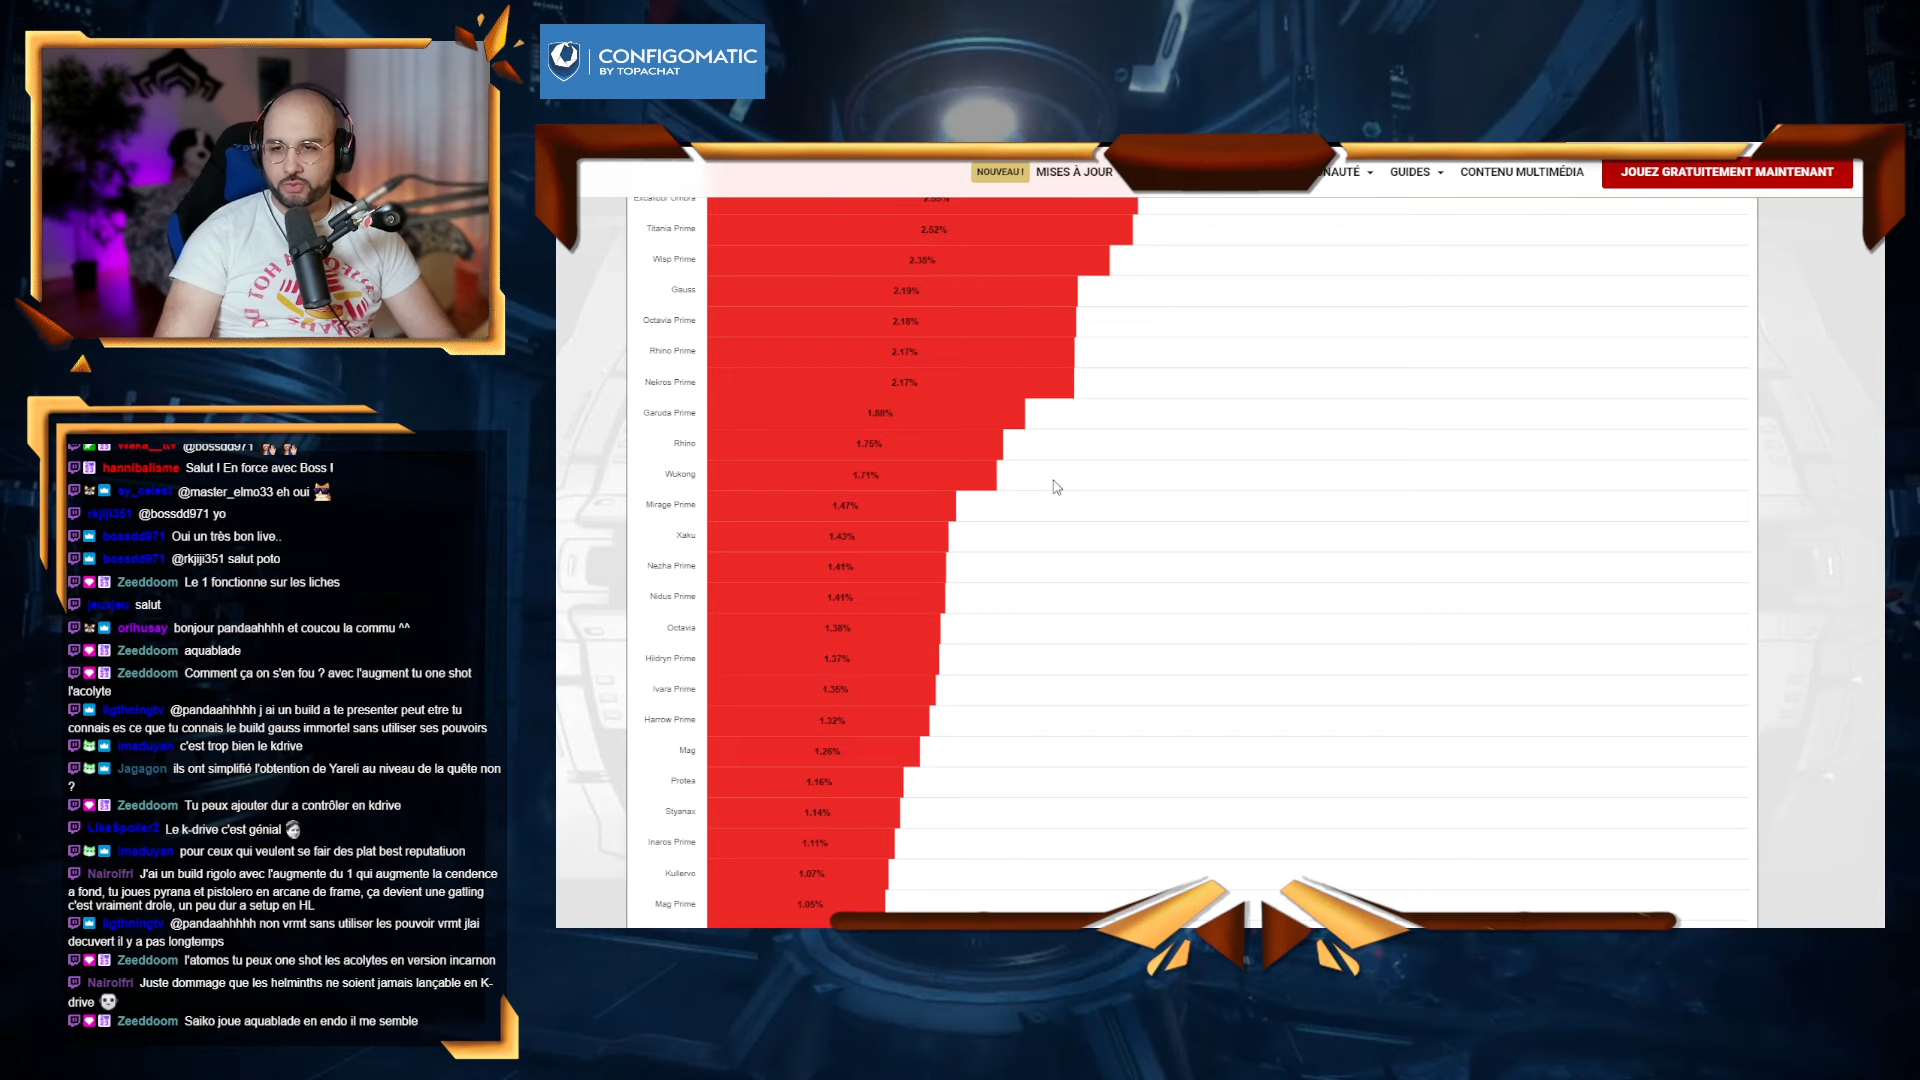 CONFIGOMATIC
BY TOPACHAT
NOUVEAU ! MISES À JOUR GUIDES CONTENU MULTIMÉDIA JOUEZ GRATUITEMENT MAINTENANT
Excalibur Umbra 2.55%
Titania Prime 2.52%
Wisp Prime 2.38%
Gauss 2.19%
Octavia Prime 2.18%
Rhino Prime 2.17%
Nekros Prime 2.17%
Garuda Prime 1.88%
Rhino 1.75%
Wukong 1.71%
Mirage Prime 1.47%
Xaku 1.43%
Nezha Prime 1.41%
Nidus Prime 1.41%
Octavia 1.38%
Hildryn Prime 1.37%
Ivara Prime 1.35%
Harrow Prime 1.32%
Mag 1.26%
Protea 1.16%
Styanax 1.14%
Inaros Prime 1.11%
Kullervo 1.07%
Mag Prime 1.05%
@bossdd971
hannibalisme Salut ! En force avec Boss !
@master_elmo33 eh oui
rkjiji351 @bossdd971 yo
bossdd971 Oui un très bon live..
bossdd971 @rkjiji351 salut poto
Zeeddoom Le 1 fonctionne sur les liches
salut
orihusay bonjour pandaahhhh et coucou la commu ^^
Zeeddoom aquablade
Zeeddoom Comment ça on s'en fou ? avec l'augment tu one shot
l'acolyte
ligthningtv @pandaahhhhh j ai un build a te presenter peut etre tu
connais es ce que tu connais le build gauss immortel sans utiliser ses pouvoirs
imaduyan c'est trop bien le kdrive
Jagagon ils ont simplifié l'obtention de Yareli au niveau de la quête non
?
Zeeddoom Tu peux ajouter dur a contrôler en kdrive
LikeSpoiler2 Le k-drive c'est génial
imaduyan pour ceux qui veulent se fair des plat best reputatiuon
Nairolfri J'ai un build rigolo avec l'augmente du 1 qui augmente la cendence
a fond, tu joues pyrana et pistolero en arcane de frame, ça devient une gatling
c'est vraiment drole, un peu dur a setup en HL
ligthningtv @pandaahhhhh non vrmt sans utiliser les pouvoir vrmt jlai
decuvert il y a pas longtemps
Zeeddoom l'atomos tu peux one shot les acolytes en version incarnon
Nairolfri Juste dommage que les helminths ne soient jamais lançable en K-
drive
Zeeddoom Saiko joue aquablade en endo il me semble